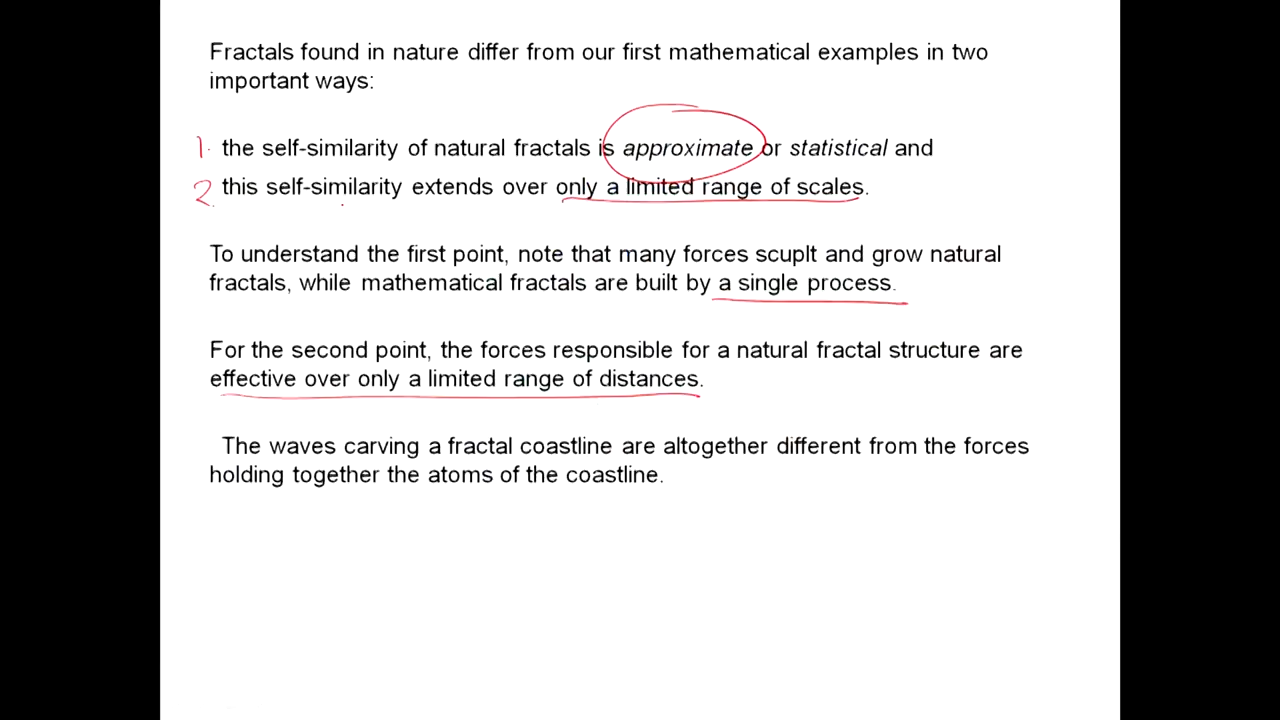 Fractals found in nature differ from our first mathematical examples in two
important ways:
1. the self-similarity of natural fractals is approximate or statistical and
2. this self-similarity extends over only a limited range of scales.
To understand the first point, note that many forces scuplt and grow natural
fractals, while mathematical fractals are built by a single process.
For the second point, the forces responsible for a natural fractal structure are
effective over only a limited range of distances.
The waves carving a fractal coastline are altogether different from the forces
holding together the atoms of the coastline.